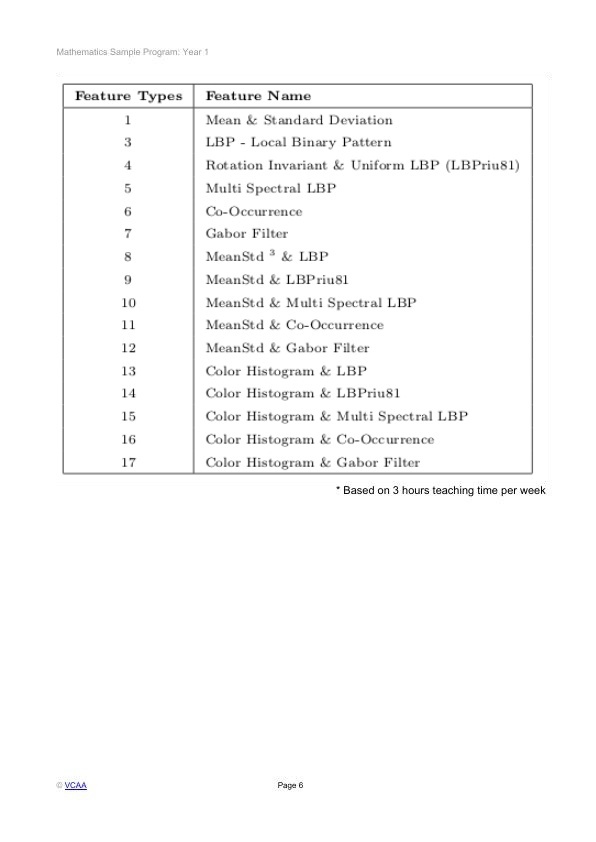 Mathematics Sample Program: Year 1
Feature Types Feature Name
1 Mean & Standard Deviation
3 LBP - Local Binary Pattern
4 Rotation Invariant & Uniform LBP (LBPriu81)
5 Multi Spectral LBP
6 Co-Occurrence
7 Gabor Filter
8 MeanStd ³ & LBP
9 MeanStd & LBPriu81
10 MeanStd & Multi Spectral LBP
11 MeanStd & Co-Occurrence
12 MeanStd & Gabor Filter
13 Color Histogram & LBP
14 Color Histogram & LBPriu81
15 Color Histogram & Multi Spectral LBP
16 Color Histogram & Co-Occurrence
17 Color Histogram & Gabor Filter
* Based on 3 hours teaching time per week
© VCAA Page 6